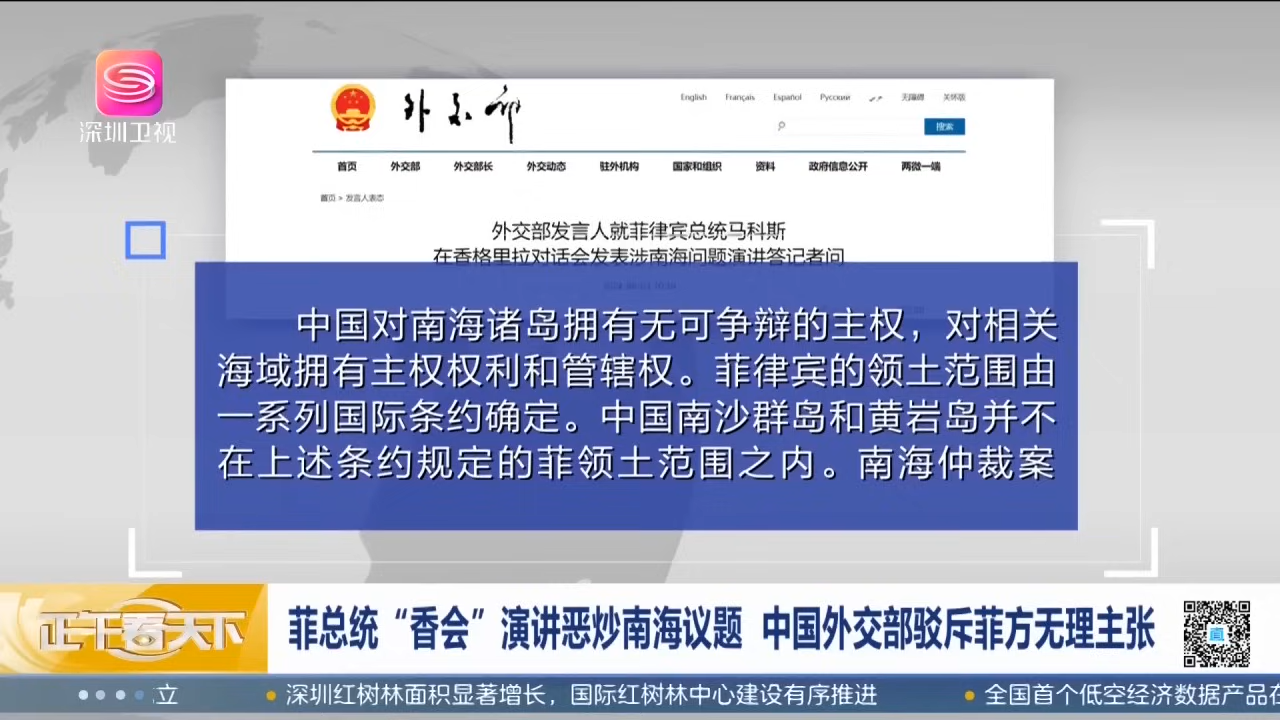 深圳卫视
外交部
English Français Español Русский 无障碍 关怀版
搜索
首页 外交部 外交部长 外交动态 驻外机构 国家和组织 资料 政府信息公开 两微一端
首页 > 发言人表态
外交部发言人就菲律宾总统马科斯
在香格里拉对话会发表涉南海问题演讲答记者问
中国对南海诸岛拥有无可争辩的主权，对相关
海域拥有主权权利和管辖权。菲律宾的领土范围由
一系列国际条约确定。中国南沙群岛和黄岩岛并不
在上述条约规定的菲领土范围之内。南海仲裁案
正午看天下
菲总统“香会”演讲恶炒南海议题 中国外交部驳斥菲方无理主张
立 深圳红树林面积显著增长，国际红树林中心建设有序推进 全国首个低空经济数据产品在